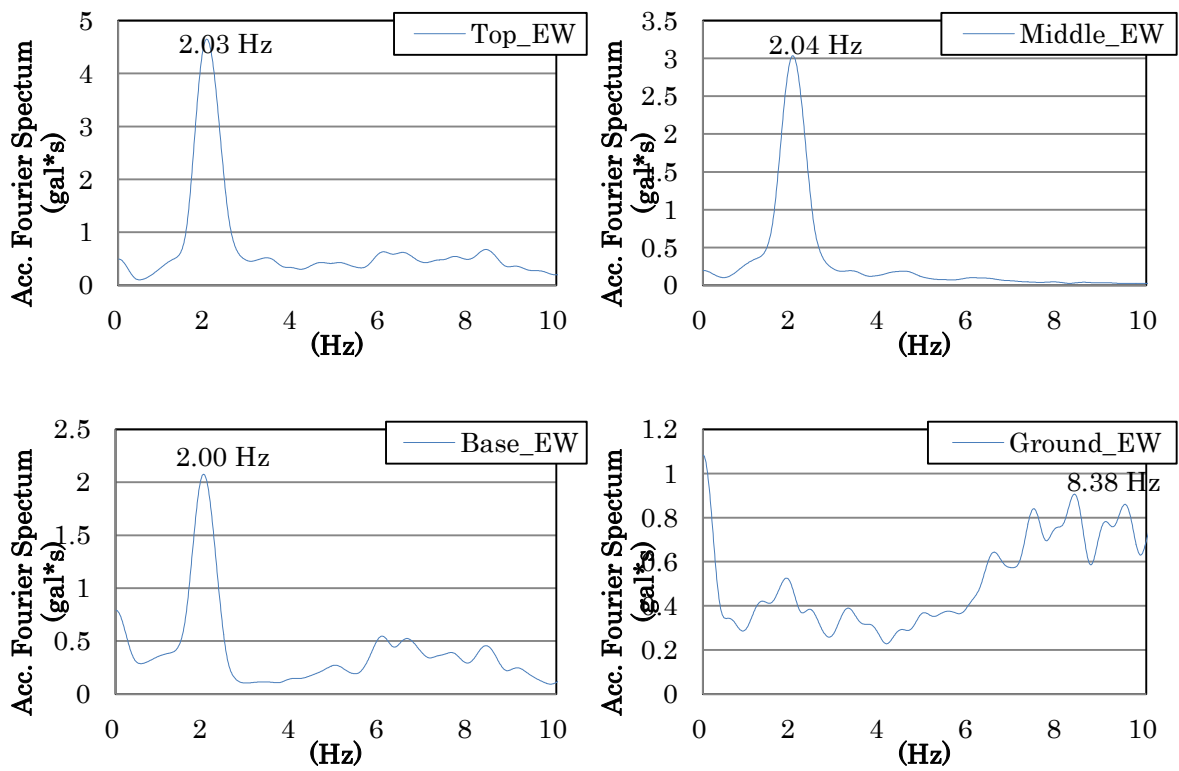 Acc. Fourier Spectrum
(gal*s)
5
4
3
2
1
0
2.03 Hz
Top_EW
0 2 4 6 8 10
(Hz)
Acc. Fourier Spectrum
(gal*s)
3.5
3
2.5
2
1.5
1
0.5
0
2.04 Hz
Middle_EW
0 2 4 6 8 10
(Hz)
Acc. Fourier Spectrum
(gal*s)
2.5
2
1.5
1
0.5
0
2.00 Hz
Base_EW
0 2 4 6 8 10
(Hz)
Acc. Fourier Spectrum
(gal*s)
1.2
1
0.8
0.6
0.4
0.2
0
8.38 Hz
Ground_EW
0 2 4 6 8 10
(Hz)